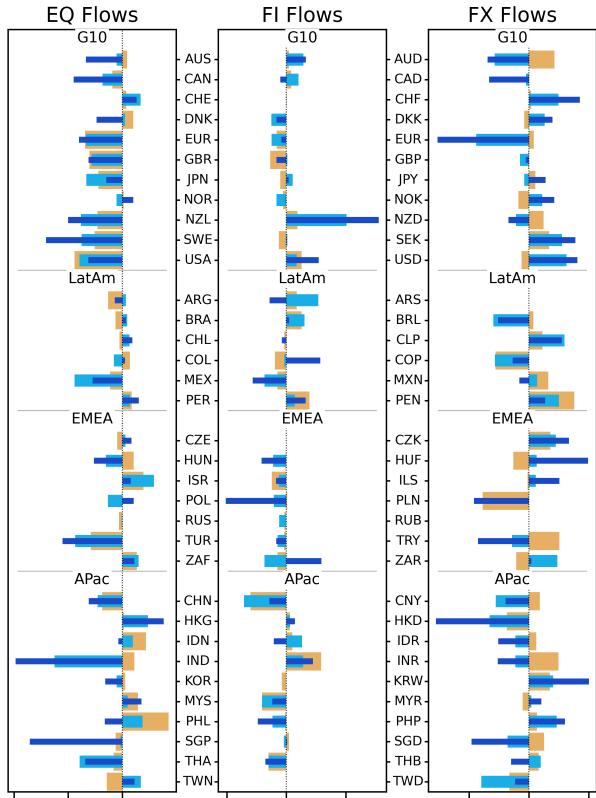 EQ Flows FI Flows FX Flows
G10 G10 G10
AUS AUD
CAN CAD
CHE CHF
DNK DKK
EUR EUR
GBR GBP
JPN JPY
NOR NOK
NZL NZD
SWE SEK
USA USD
LatAm LatAm LatAm
ARG ARS
BRA BRL
CHL CLP
COL COP
MEX MXN
PER PEN
EMEA EMEA EMEA
CZE CZK
HUN HUF
ISR ILS
POL PLN
RUS RUB
TUR TRY
ZAF ZAR
APac APac APac
CHN CNY
HKG HKD
IDN IDR
IND INR
KOR KRW
MYS MYR
PHL PHP
SGP SGD
THA THB
TWN TWD